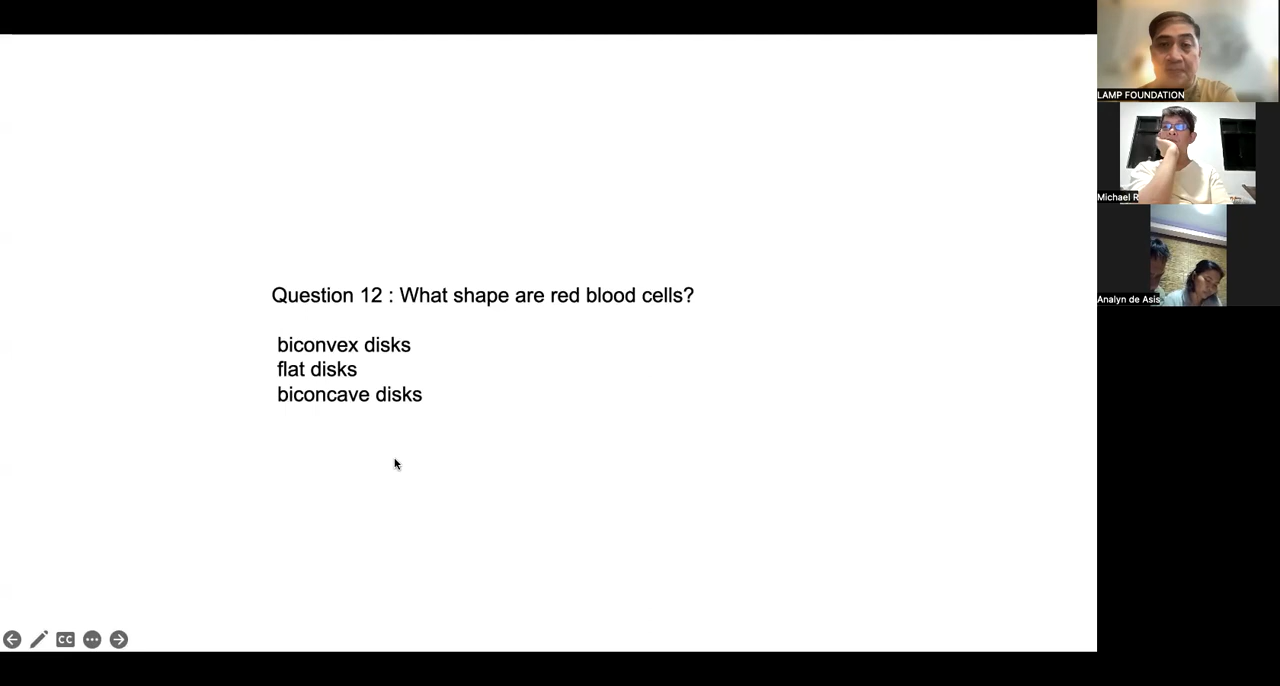 Question 12 : What shape are red blood cells?
biconvex disks
flat disks
biconcave disks
LAMP FOUNDATION
Michael R
Analyn de Asis
CC